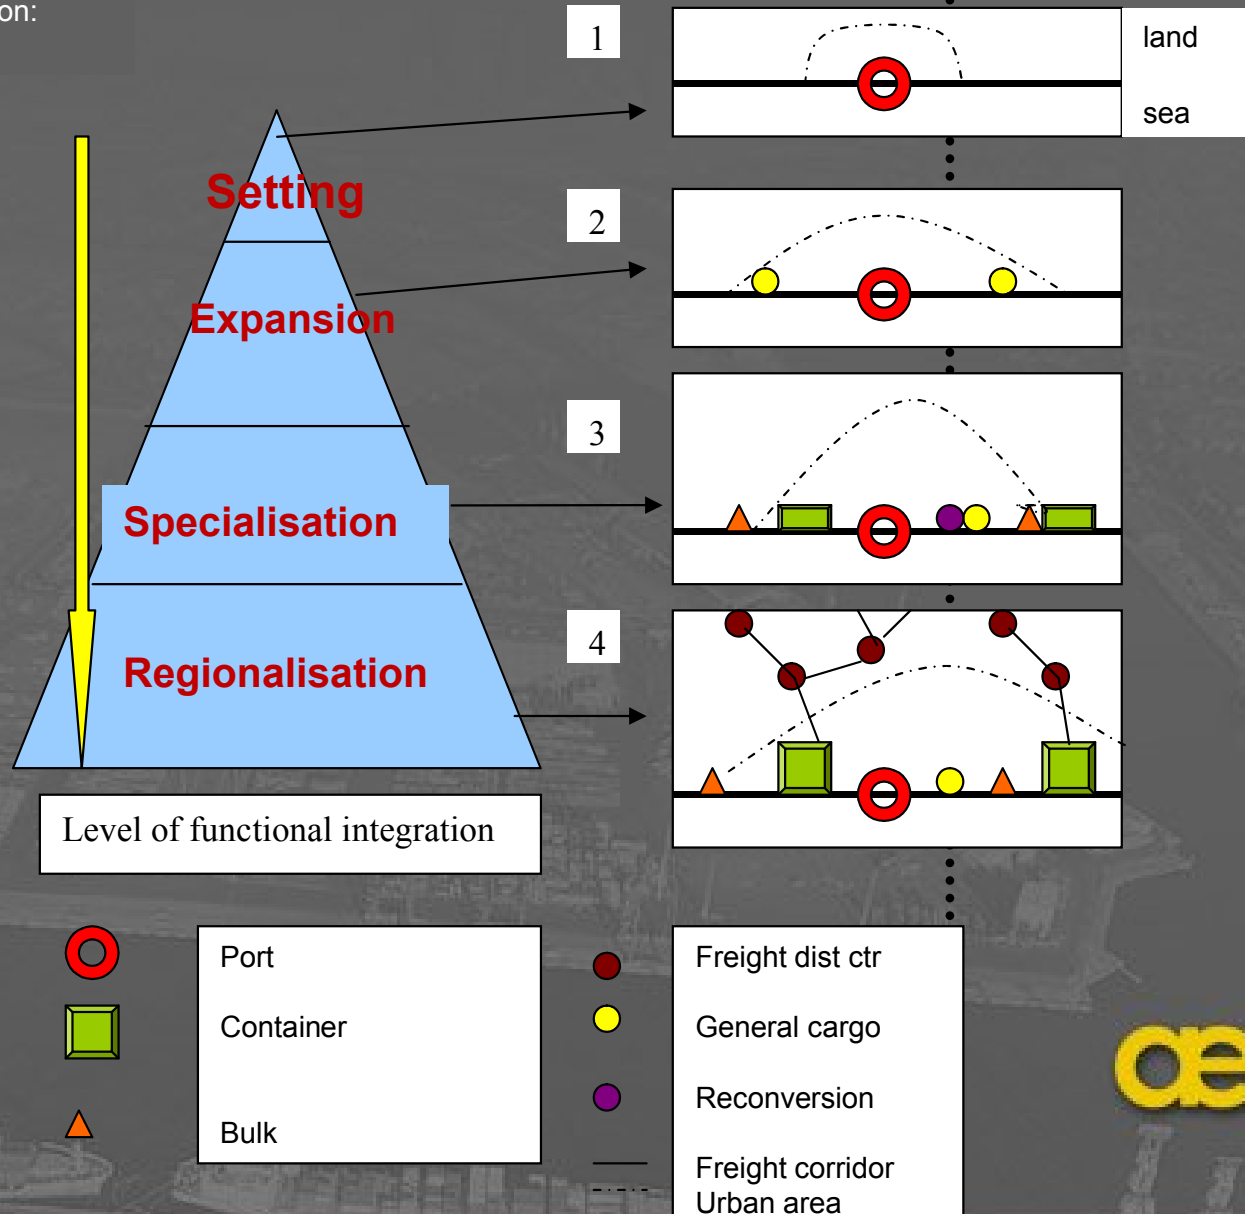 on:
1
land
sea
Setting
2
Expansion
3
Specialisation
4
Regionalisation
Level of functional integration
Port
Container
Bulk
Freight dist ctr
General cargo
Reconversion
Freight corridor
Urban area
æ